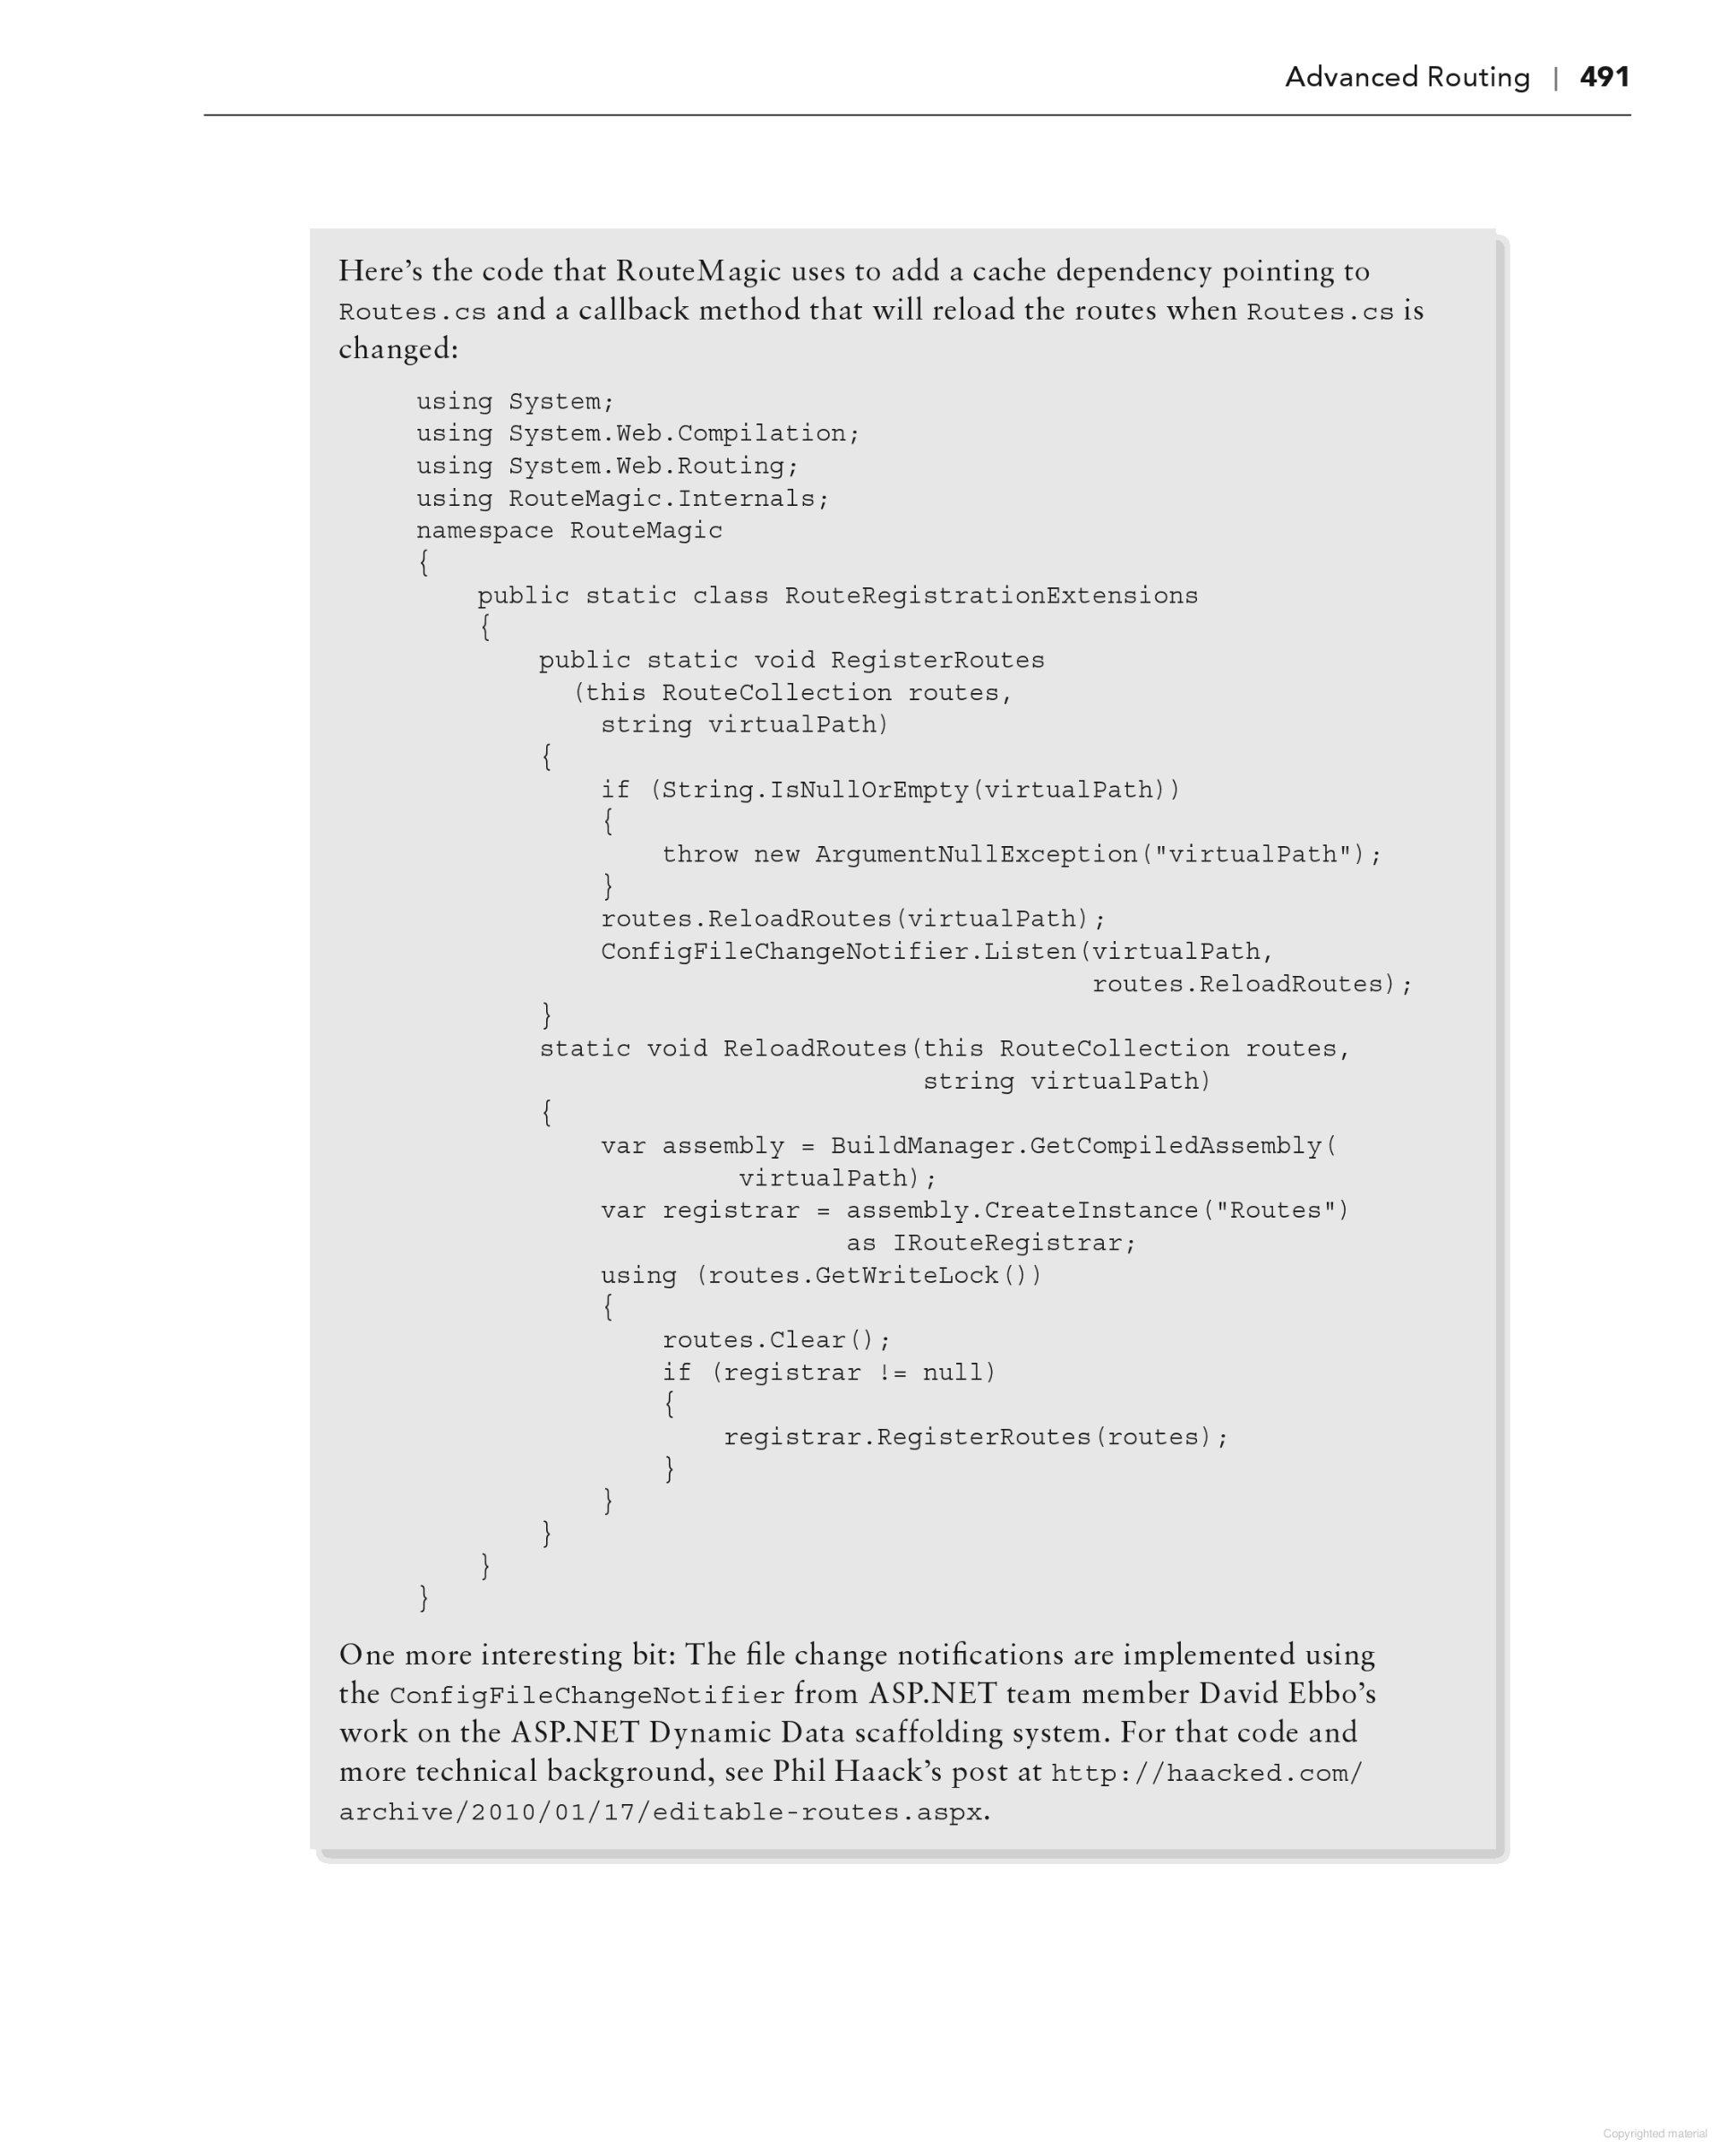 Advanced Routing | 491
Here’s the code that RouteMagic uses to add a cache dependency pointing to
Routes.cs and a callback method that will reload the routes when Routes.cs is
changed:
using System;
using System.Web.Compilation;
using System.Web.Routing;
using RouteMagic.Internals;
namespace RouteMagic
{
    public static class RouteRegistrationExtensions
    {
        public static void RegisterRoutes
          (this RouteCollection routes,
            string virtualPath)
        {
            if (String.IsNullOrEmpty(virtualPath))
            {
                throw new ArgumentNullException("virtualPath");
            }
            routes.ReloadRoutes(virtualPath);
            ConfigFileChangeNotifier.Listen(virtualPath,
                                            routes.ReloadRoutes);
        }
        static void ReloadRoutes(this RouteCollection routes,
                                 string virtualPath)
        {
            var assembly = BuildManager.GetCompiledAssembly(
                     virtualPath);
            var registrar = assembly.CreateInstance("Routes")
                            as IRouteRegistrar;
            using (routes.GetWriteLock())
            {
                routes.Clear();
                if (registrar != null)
                {
                    registrar.RegisterRoutes(routes);
                }
            }
        }
    }
}
One more interesting bit: The file change notifications are implemented using
the ConfigFileChangeNotifier from ASP.NET team member David Ebbo’s
work on the ASP.NET Dynamic Data scaffolding system. For that code and
more technical background, see Phil Haack’s post at http://haacked.com/
archive/2010/01/17/editable-routes.aspx.
Copyrighted material